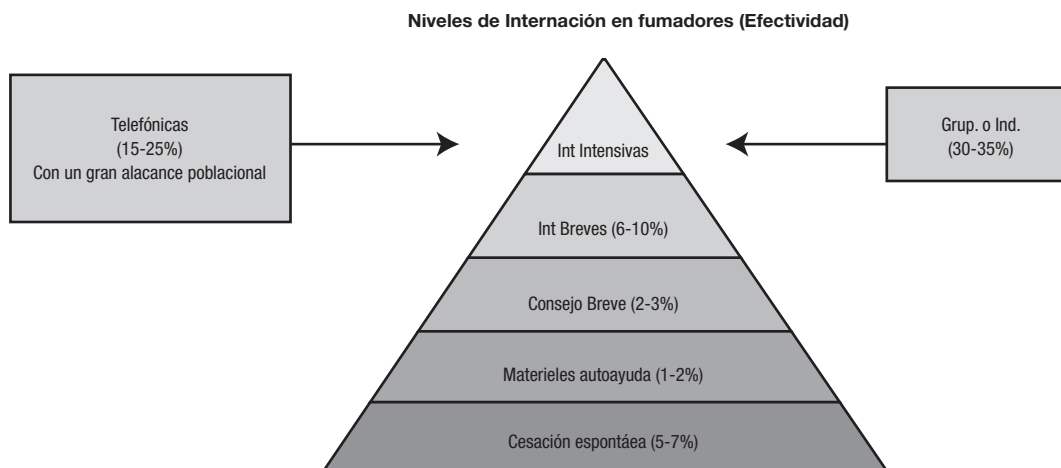 Niveles de Internación en fumadores (Efectividad)
Telefónicas
(15-25%)
Con un gran alacance poblacional
Grup. o Ind.
(30-35%)
Int Intensivas
Int Breves (6-10%)
Consejo Breve (2-3%)
Materieles autoayuda (1-2%)
Cesación espontáea (5-7%)